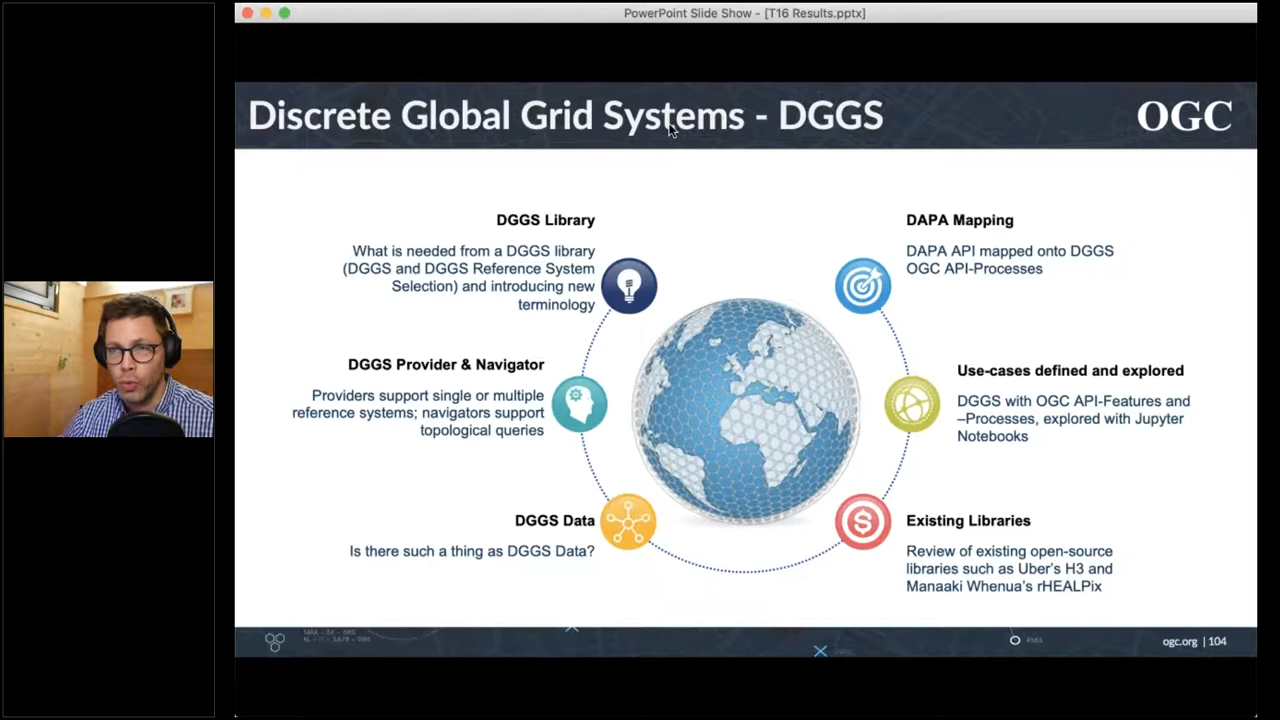 PowerPoint Slide Show - [T16 Results.pptx]
Discrete Global Grid Systems - DGGS
OGC
DGGS Library
What is needed from a DGGS library
(DGGS and DGGS Reference System
Selection) and introducing new
terminology
DGGS Provider & Navigator
Providers support single or multiple
reference systems; navigators support
topological queries
DGGS Data
Is there such a thing as DGGS Data?
DAPA Mapping
DAPA API mapped onto DGGS
OGC API-Processes
Use-cases defined and explored
DGGS with OGC API-Features and
–Processes, explored with Jupyter
Notebooks
Existing Libraries
Review of existing open-source
libraries such as Uber's H3 and
Manaaki Whenua's rHEALPix
ogc.org | 104